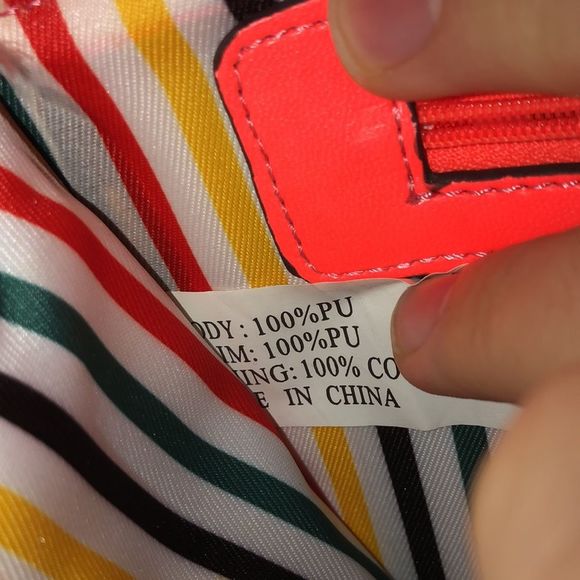 ODY: 100%PU
IM: 100%PU
ING: 100% CO
E IN CHINA